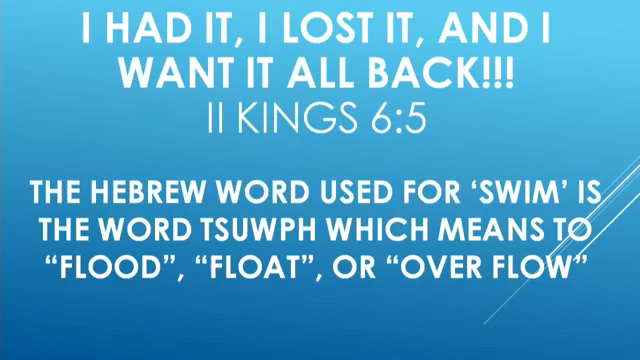 I HAD IT, I LOST IT, AND I
WANT IT ALL BACK!!!
II KINGS 6:5
THE HEBREW WORD USED FOR ‘SWIM’ IS
THE WORD TSUWPH WHICH MEANS TO
“FLOOD”, “FLOAT”, OR “OVER FLOW”